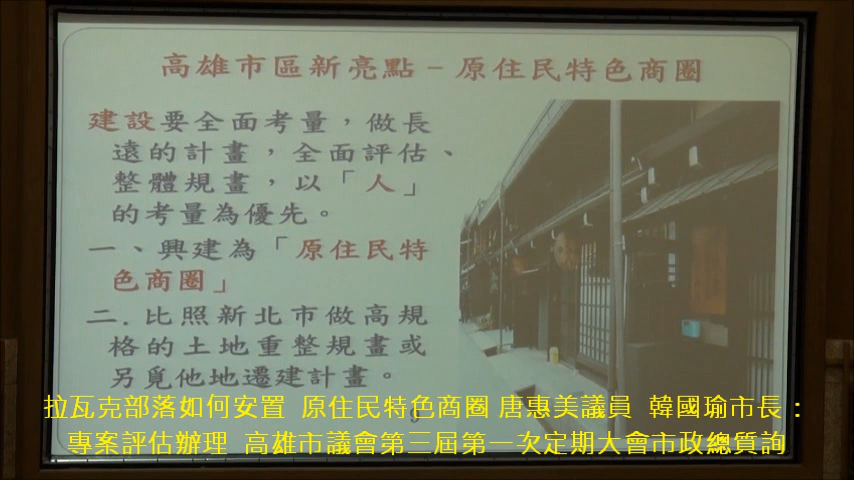 高雄市區新亮點－原住民特色商圈
建設要全面考量，做長
遠的計畫，全面評估、
整體規畫，以「人」
的考量為優先。
一、興建為「原住民特
色商圈」
二.比照新北市做高規
格的土地重整規畫或
另覓他地遷建計畫。
拉瓦克部落如何安置 原住民特色商圈 唐惠美議員 韓國瑜市長：
專案評估辦理 高雄市議會第三屆第一次定期大會市政總質詢